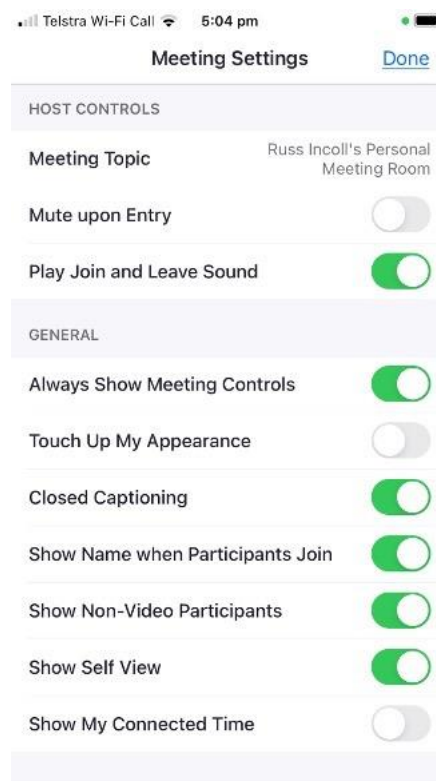 Telstra Wi-Fi Call 5:04 pm
Meeting Settings Done
HOST CONTROLS
Meeting Topic Russ Incoll's Personal
Meeting Room
Mute upon Entry
Play Join and Leave Sound
GENERAL
Always Show Meeting Controls
Touch Up My Appearance
Closed Captioning
Show Name when Participants Join
Show Non-Video Participants
Show Self View
Show My Connected Time